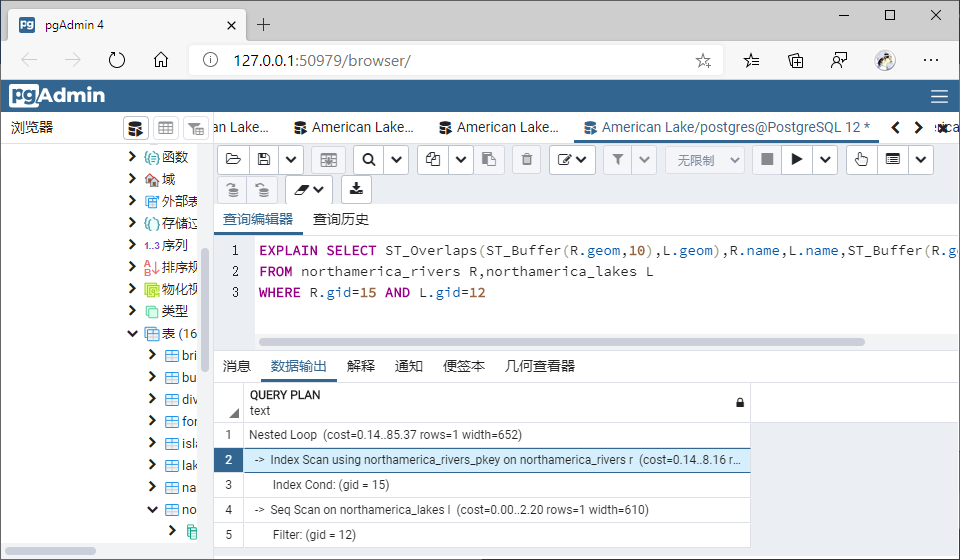 pgAdmin 4
127.0.0.1:50979/browser/
pgAdmin
浏览器
an Lake...
American Lake...
American Lake...
American Lake/postgres@PostgreSQL 12 *
函数
域
外部表
存储过
1..3 序列
排序规
物化视
类型
表 (16
bri
bu
div
for
isla
lak
na
no
无限制
查询编辑器 查询历史
1 EXPLAIN SELECT ST_Overlaps(ST_Buffer(R.geom,10),L.geom),R.name,L.name,ST_Buffer(R.ge
2 FROM northamerica_rivers R,northamerica_lakes L
3 WHERE R.gid=15 AND L.gid=12
消息 数据输出 解释 通知 便签本 几何查看器
QUERY PLAN
text
1 Nested Loop (cost=0.14..85.37 rows=1 width=652)
2 -> Index Scan using northamerica_rivers_pkey on northamerica_rivers r (cost=0.14..8.16 r...
3 Index Cond: (gid = 15)
4 -> Seq Scan on northamerica_lakes l (cost=0.00..2.20 rows=1 width=610)
5 Filter: (gid = 12)